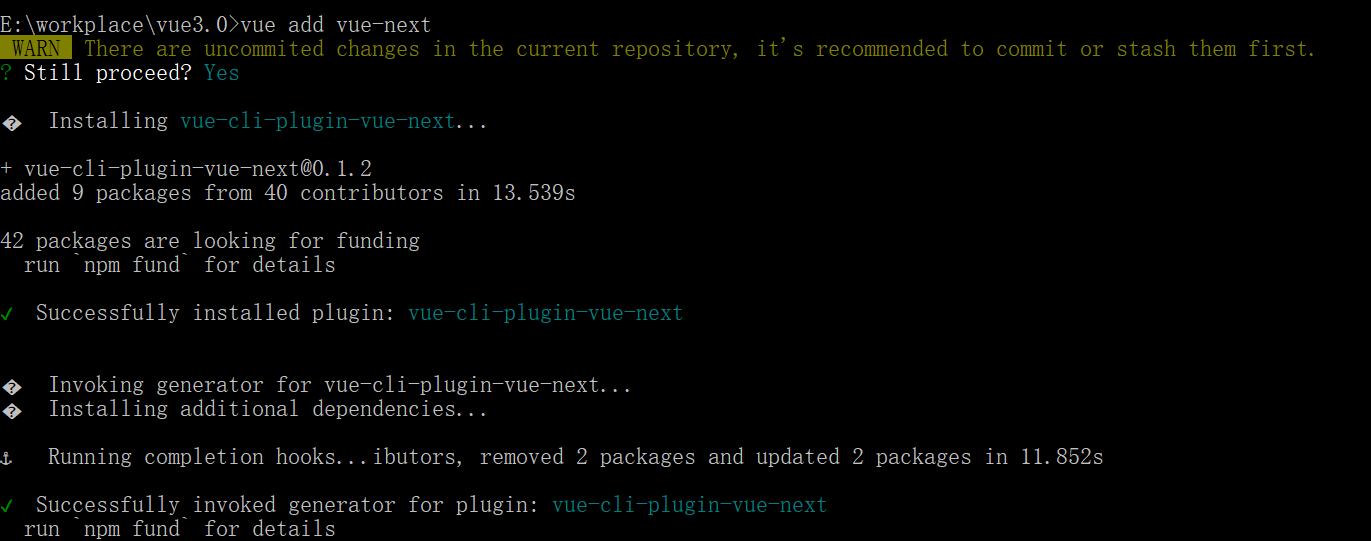 E:\workplace\vue3.0>vue add vue-next
WARN There are uncommited changes in the current repository, it's recommended to commit or stash them first.
? Still proceed? Yes
� Installing vue-cli-plugin-vue-next...
+ vue-cli-plugin-vue-next@0.1.2
added 9 packages from 40 contributors in 13.539s
42 packages are looking for funding
run `npm fund` for details
✓ Successfully installed plugin: vue-cli-plugin-vue-next
� Invoking generator for vue-cli-plugin-vue-next...
� Installing additional dependencies...
⚓ Running completion hooks...ibutors, removed 2 packages and updated 2 packages in 11.852s
✓ Successfully invoked generator for plugin: vue-cli-plugin-vue-next
run `npm fund` for details